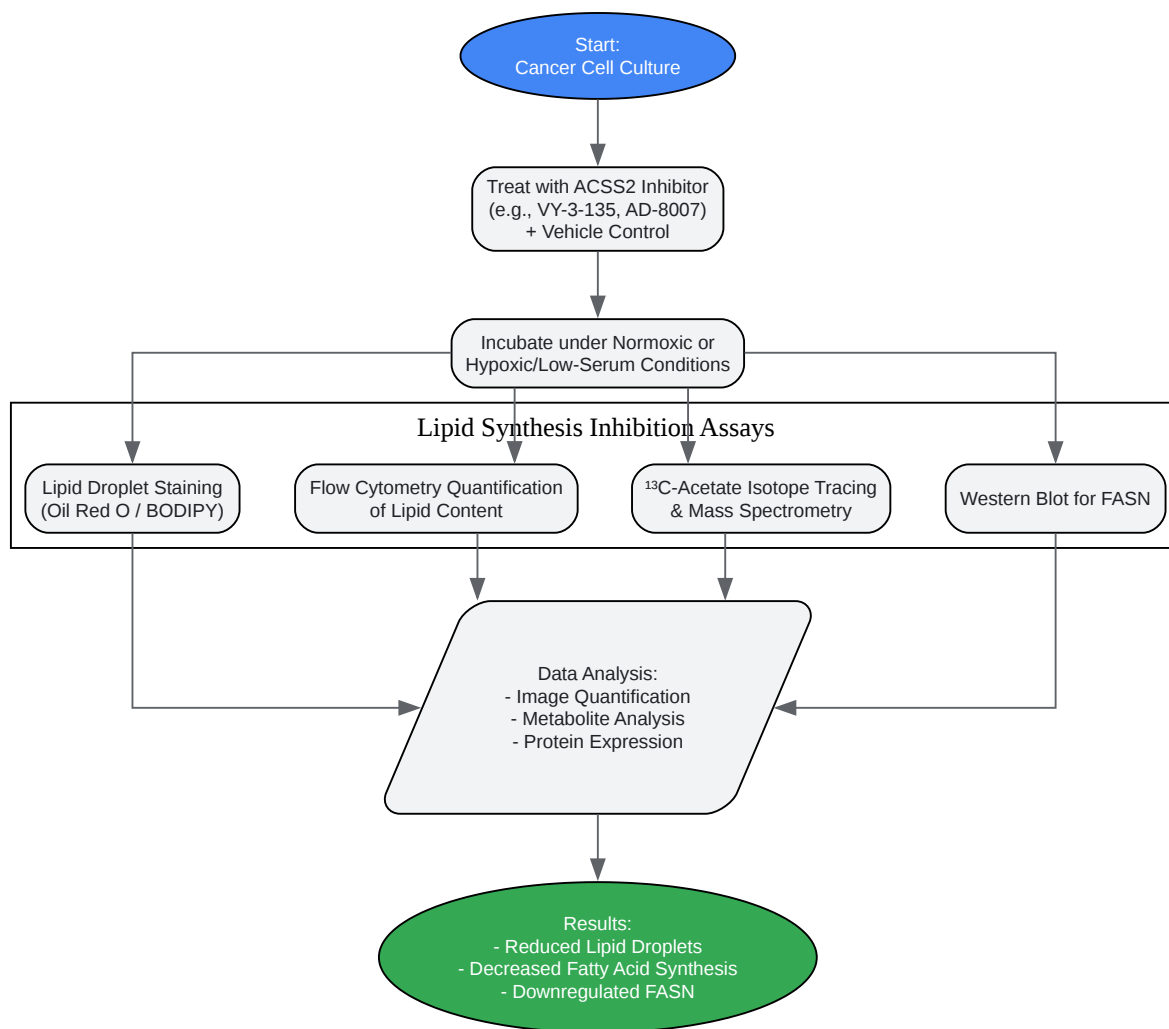 Start:
Cancer Cell Culture
Treat with ACSS2 Inhibitor
(e.g., VY-3-135, AD-8007)
+ Vehicle Control
Incubate under Normoxic or
Hypoxic/Low-Serum Conditions
Lipid Synthesis Inhibition Assays
Lipid Droplet Staining
(Oil Red O / BODIPY)
Flow Cytometry Quantification
of Lipid Content
¹³C-Acetate Isotope Tracing
& Mass Spectrometry
Western Blot for FASN
Data Analysis:
- Image Quantification
- Metabolite Analysis
- Protein Expression
Results:
- Reduced Lipid Droplets
- Decreased Fatty Acid Synthesis
- Downregulated FASN